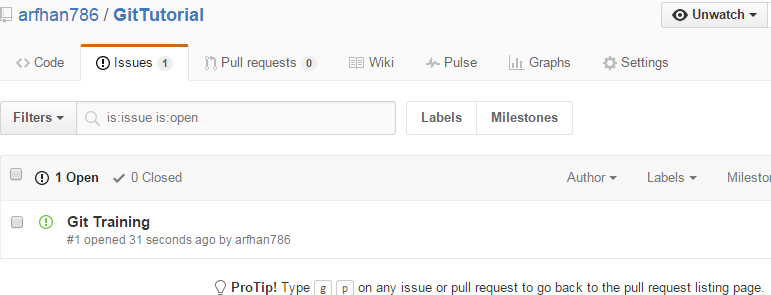 arfhan786 / GitTutorial Unwatch
Code Issues 1 Pull requests 0 Wiki Pulse Graphs Settings
Filters is:issue is:open Labels Milestones
1 Open 0 Closed Author Labels
Git Training
#1 opened 31 seconds ago by arfhan786
ProTip! Type g p on any issue or pull request to go back to the pull request listing page.